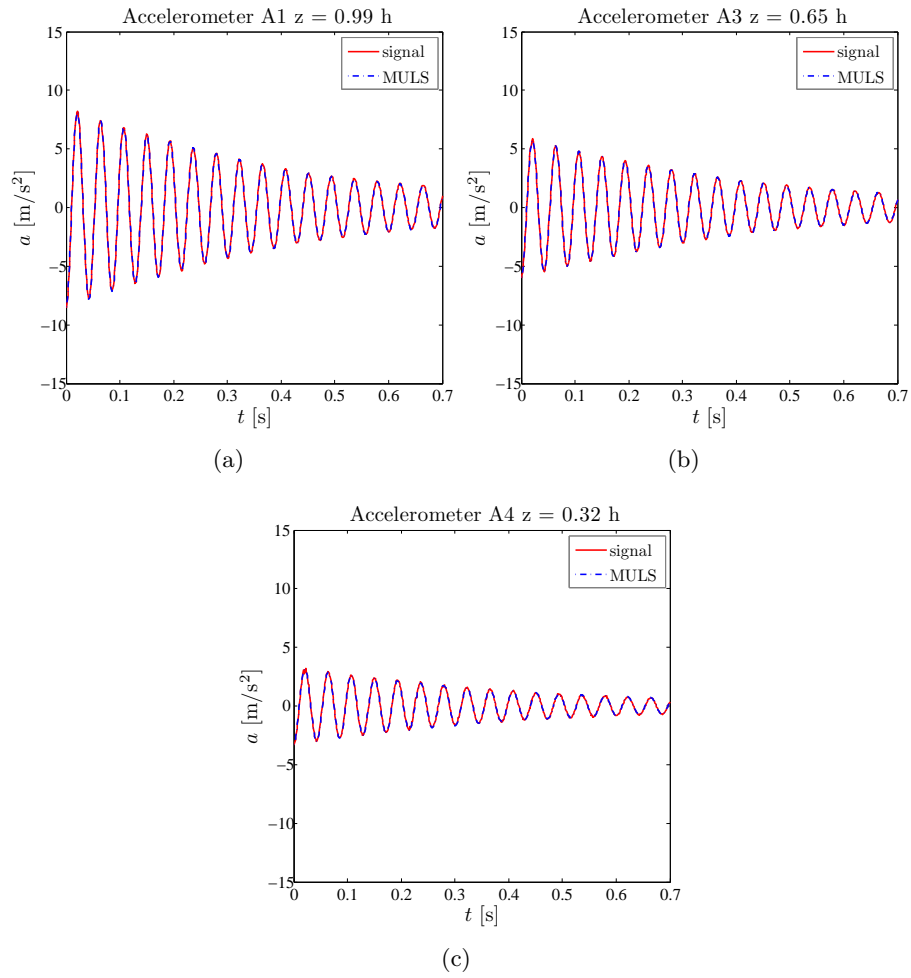 Accelerometer A1 z = 0.99 h
15
10
5
0
−5
−10
−15
a [m/s²]
signal
MULS
0 0.1 0.2 0.3 0.4 0.5 0.6 0.7
t [s]
(a)
Accelerometer A3 z = 0.65 h
15
10
5
0
−5
−10
−15
a [m/s²]
signal
MULS
0 0.1 0.2 0.3 0.4 0.5 0.6 0.7
t [s]
(b)
Accelerometer A4 z = 0.32 h
15
10
5
0
−5
−10
−15
a [m/s²]
signal
MULS
0 0.1 0.2 0.3 0.4 0.5 0.6 0.7
t [s]
(c)